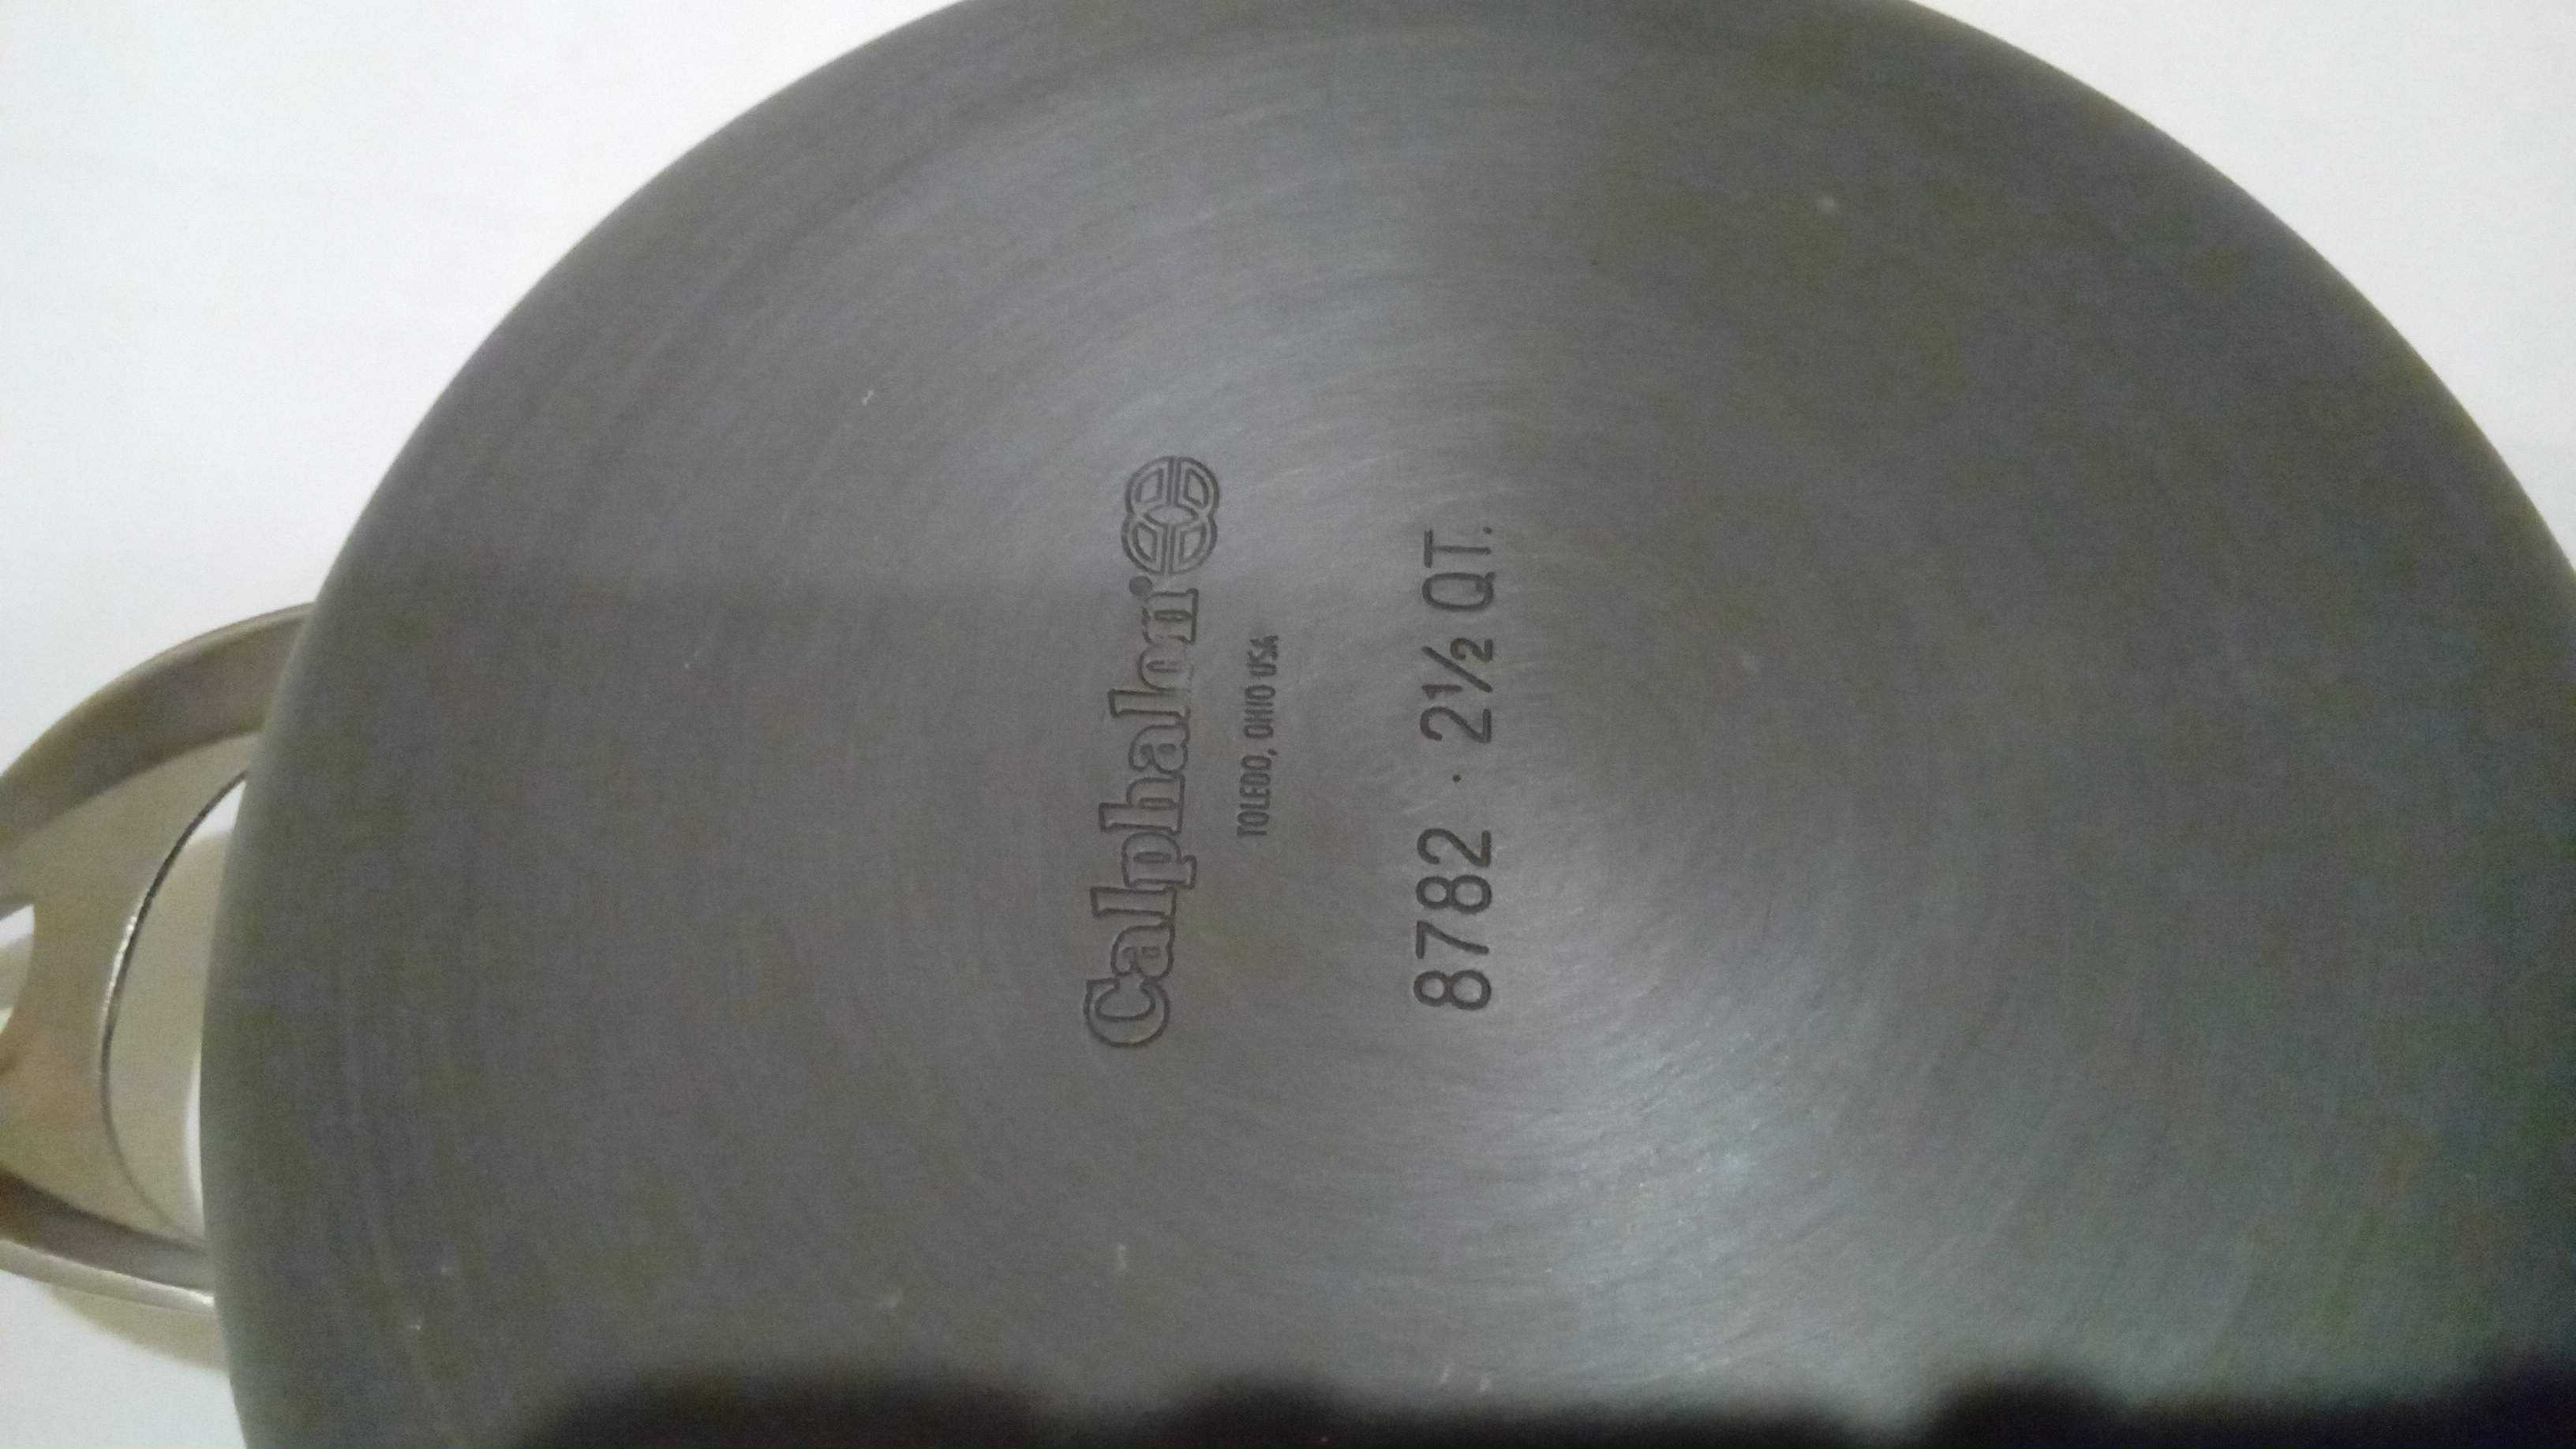 Calphalon®
TOLEDO, OHIO USA
8782 · 2½ QT.